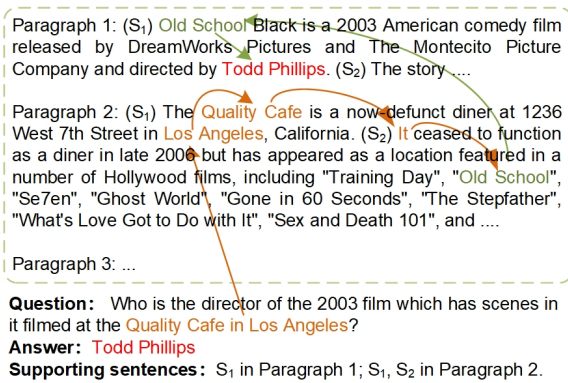 Paragraph 1: (S₁) Old School Black is a 2003 American comedy film
released by DreamWorks Pictures and The Montecito Picture
Company and directed by Todd Phillips. (S₂) The story ....
Paragraph 2: (S₁) The Quality Cafe is a now-defunct diner at 1236
West 7th Street in Los Angeles, California. (S₂) It ceased to function
as a diner in late 2006 but has appeared as a location featured in a
number of Hollywood films, including "Training Day", "Old School",
"Se7en", "Ghost World", "Gone in 60 Seconds", "The Stepfather",
"What's Love Got to Do with It", "Sex and Death 101", and ....
Paragraph 3: ...
Question: Who is the director of the 2003 film which has scenes in
it filmed at the Quality Cafe in Los Angeles?
Answer: Todd Phillips
Supporting sentences: S₁ in Paragraph 1; S₁, S₂ in Paragraph 2.